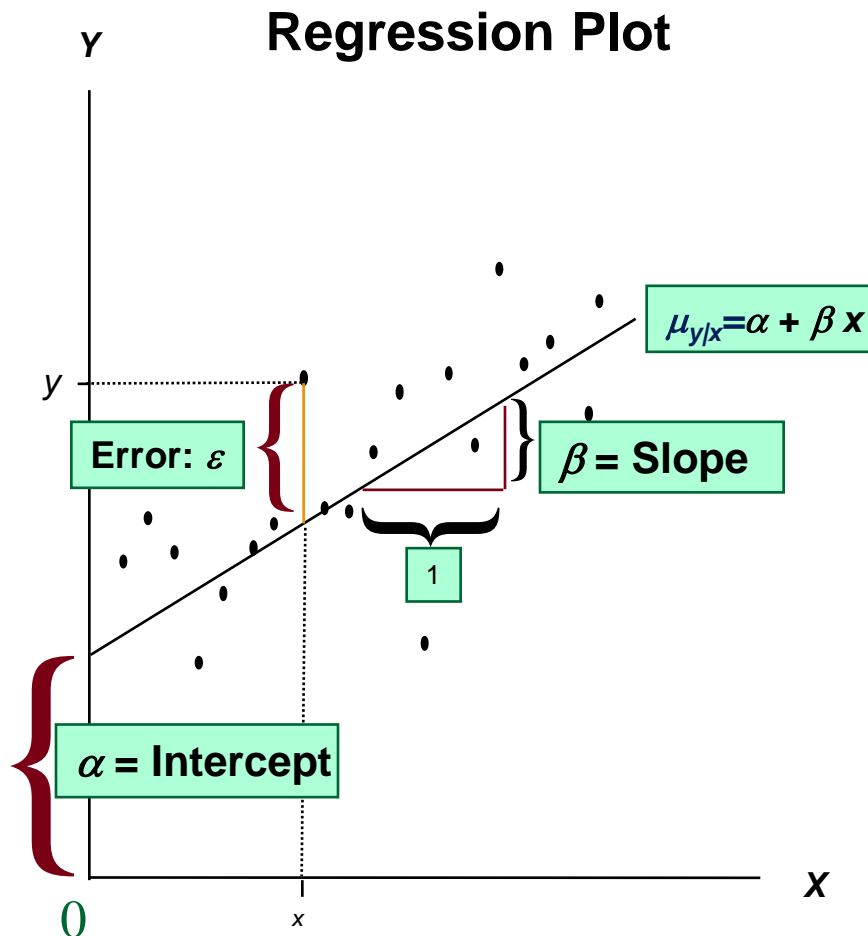 Regression Plot
Y
μy|x=α + β x
y
Error: ε
β = Slope
1
α = Intercept
X
0
x